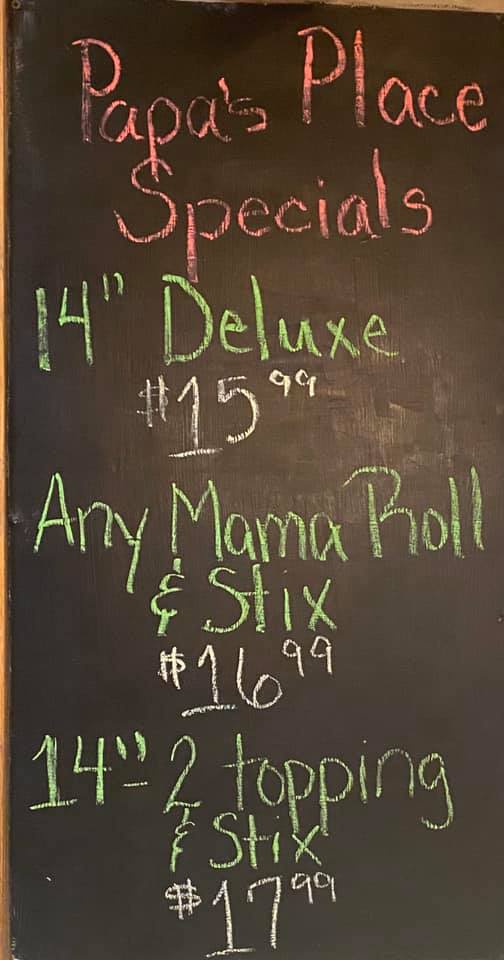 Papa's Place
Specials
14" Deluxe
$15 99
Any Mama Roll
& Stix
$16 99
14" 2 topping
& Stix
$17 99